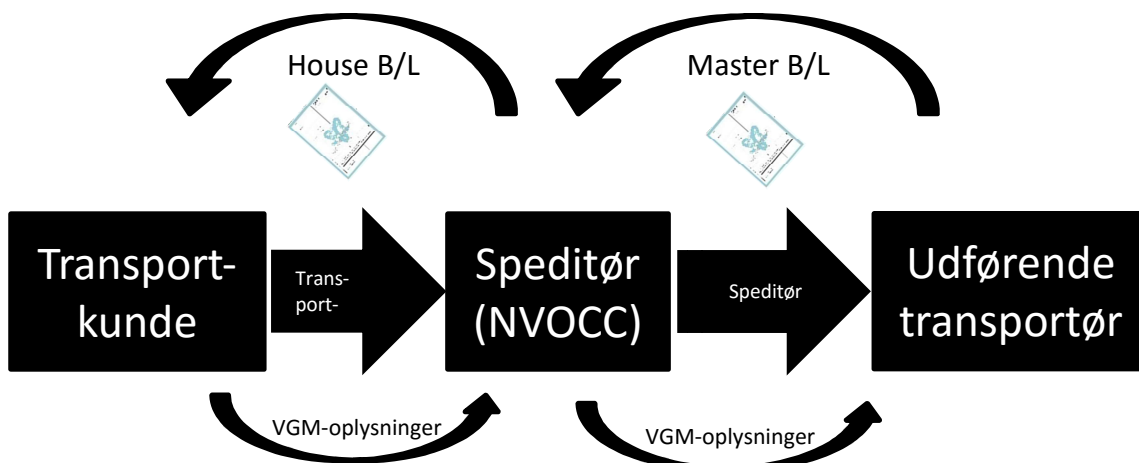 House B/L
Master B/L
Transport-
kunde
Trans-
port-
Speditør
(NVOCC)
Speditør
Udførende
transportør
VGM-oplysninger
VGM-oplysninger